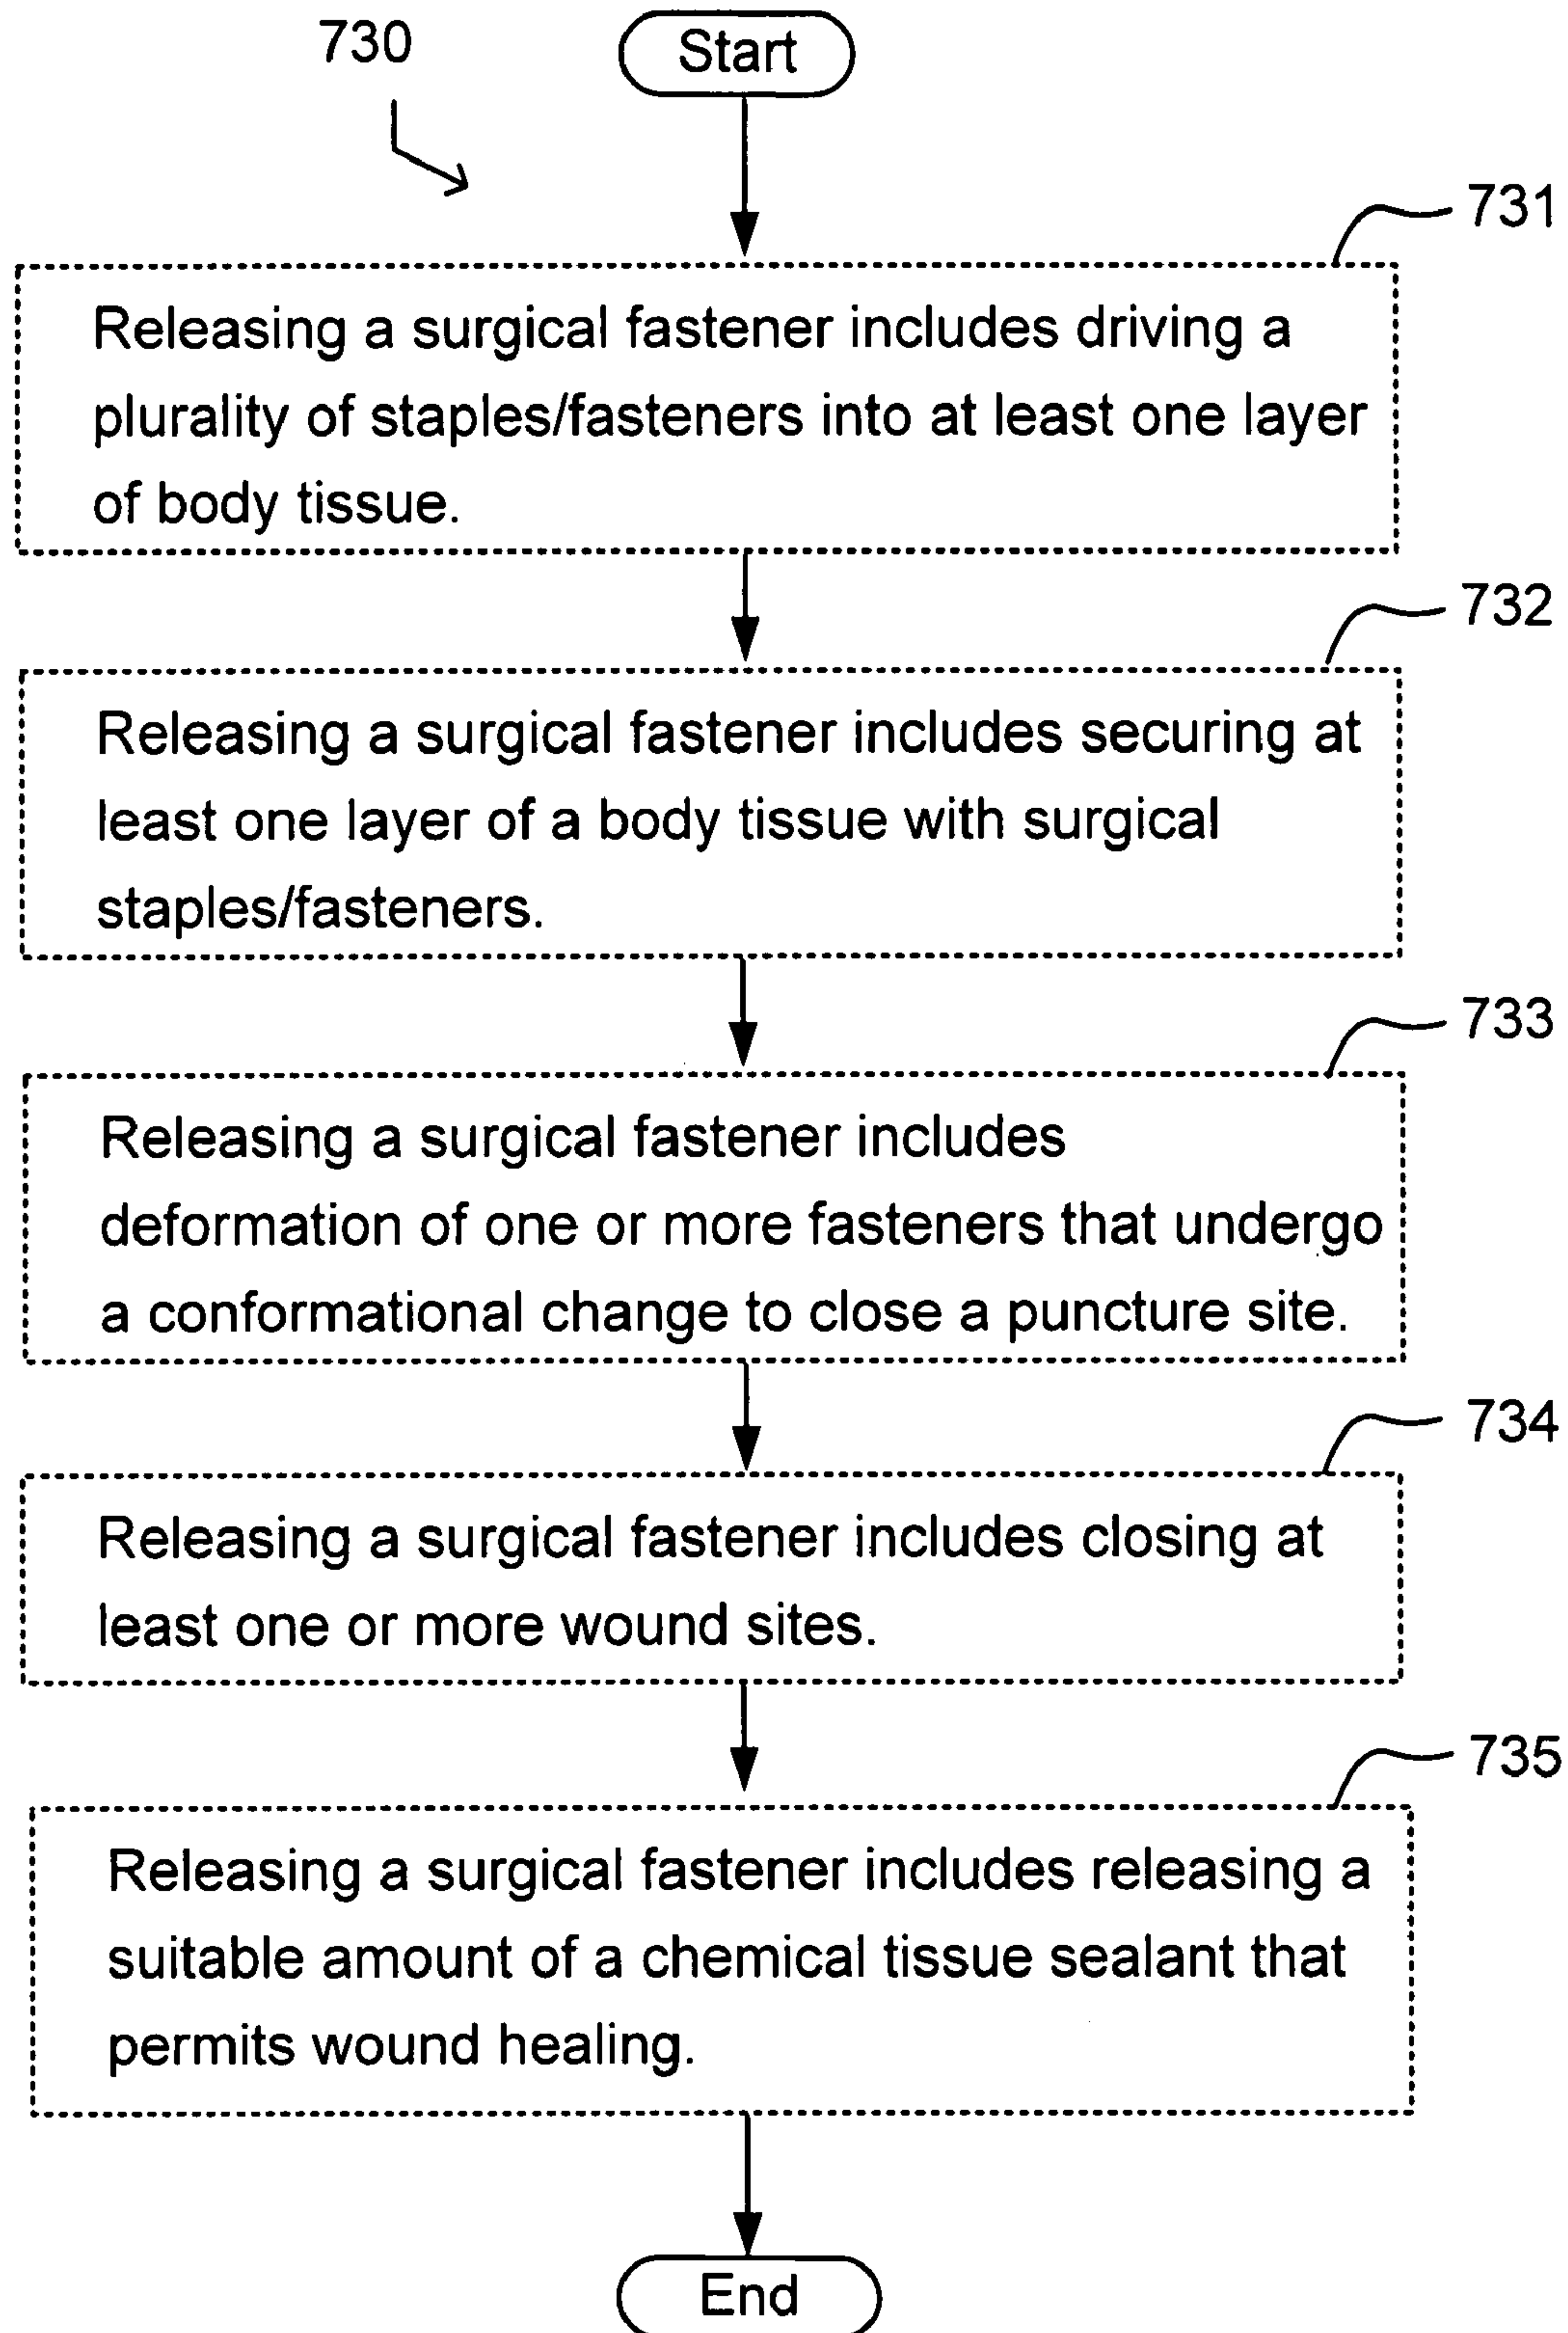 730
Start
731
Releasing a surgical fastener includes driving a
plurality of staples/fasteners into at least one layer
of body tissue.
732
Releasing a surgical fastener includes securing at
least one layer of a body tissue with surgical
staples/fasteners.
733
Releasing a surgical fastener includes
deformation of one or more fasteners that undergo
a conformational change to close a puncture site.
734
Releasing a surgical fastener includes closing at
least one or more wound sites.
735
Releasing a surgical fastener includes releasing a
suitable amount of a chemical tissue sealant that
permits wound healing.
End